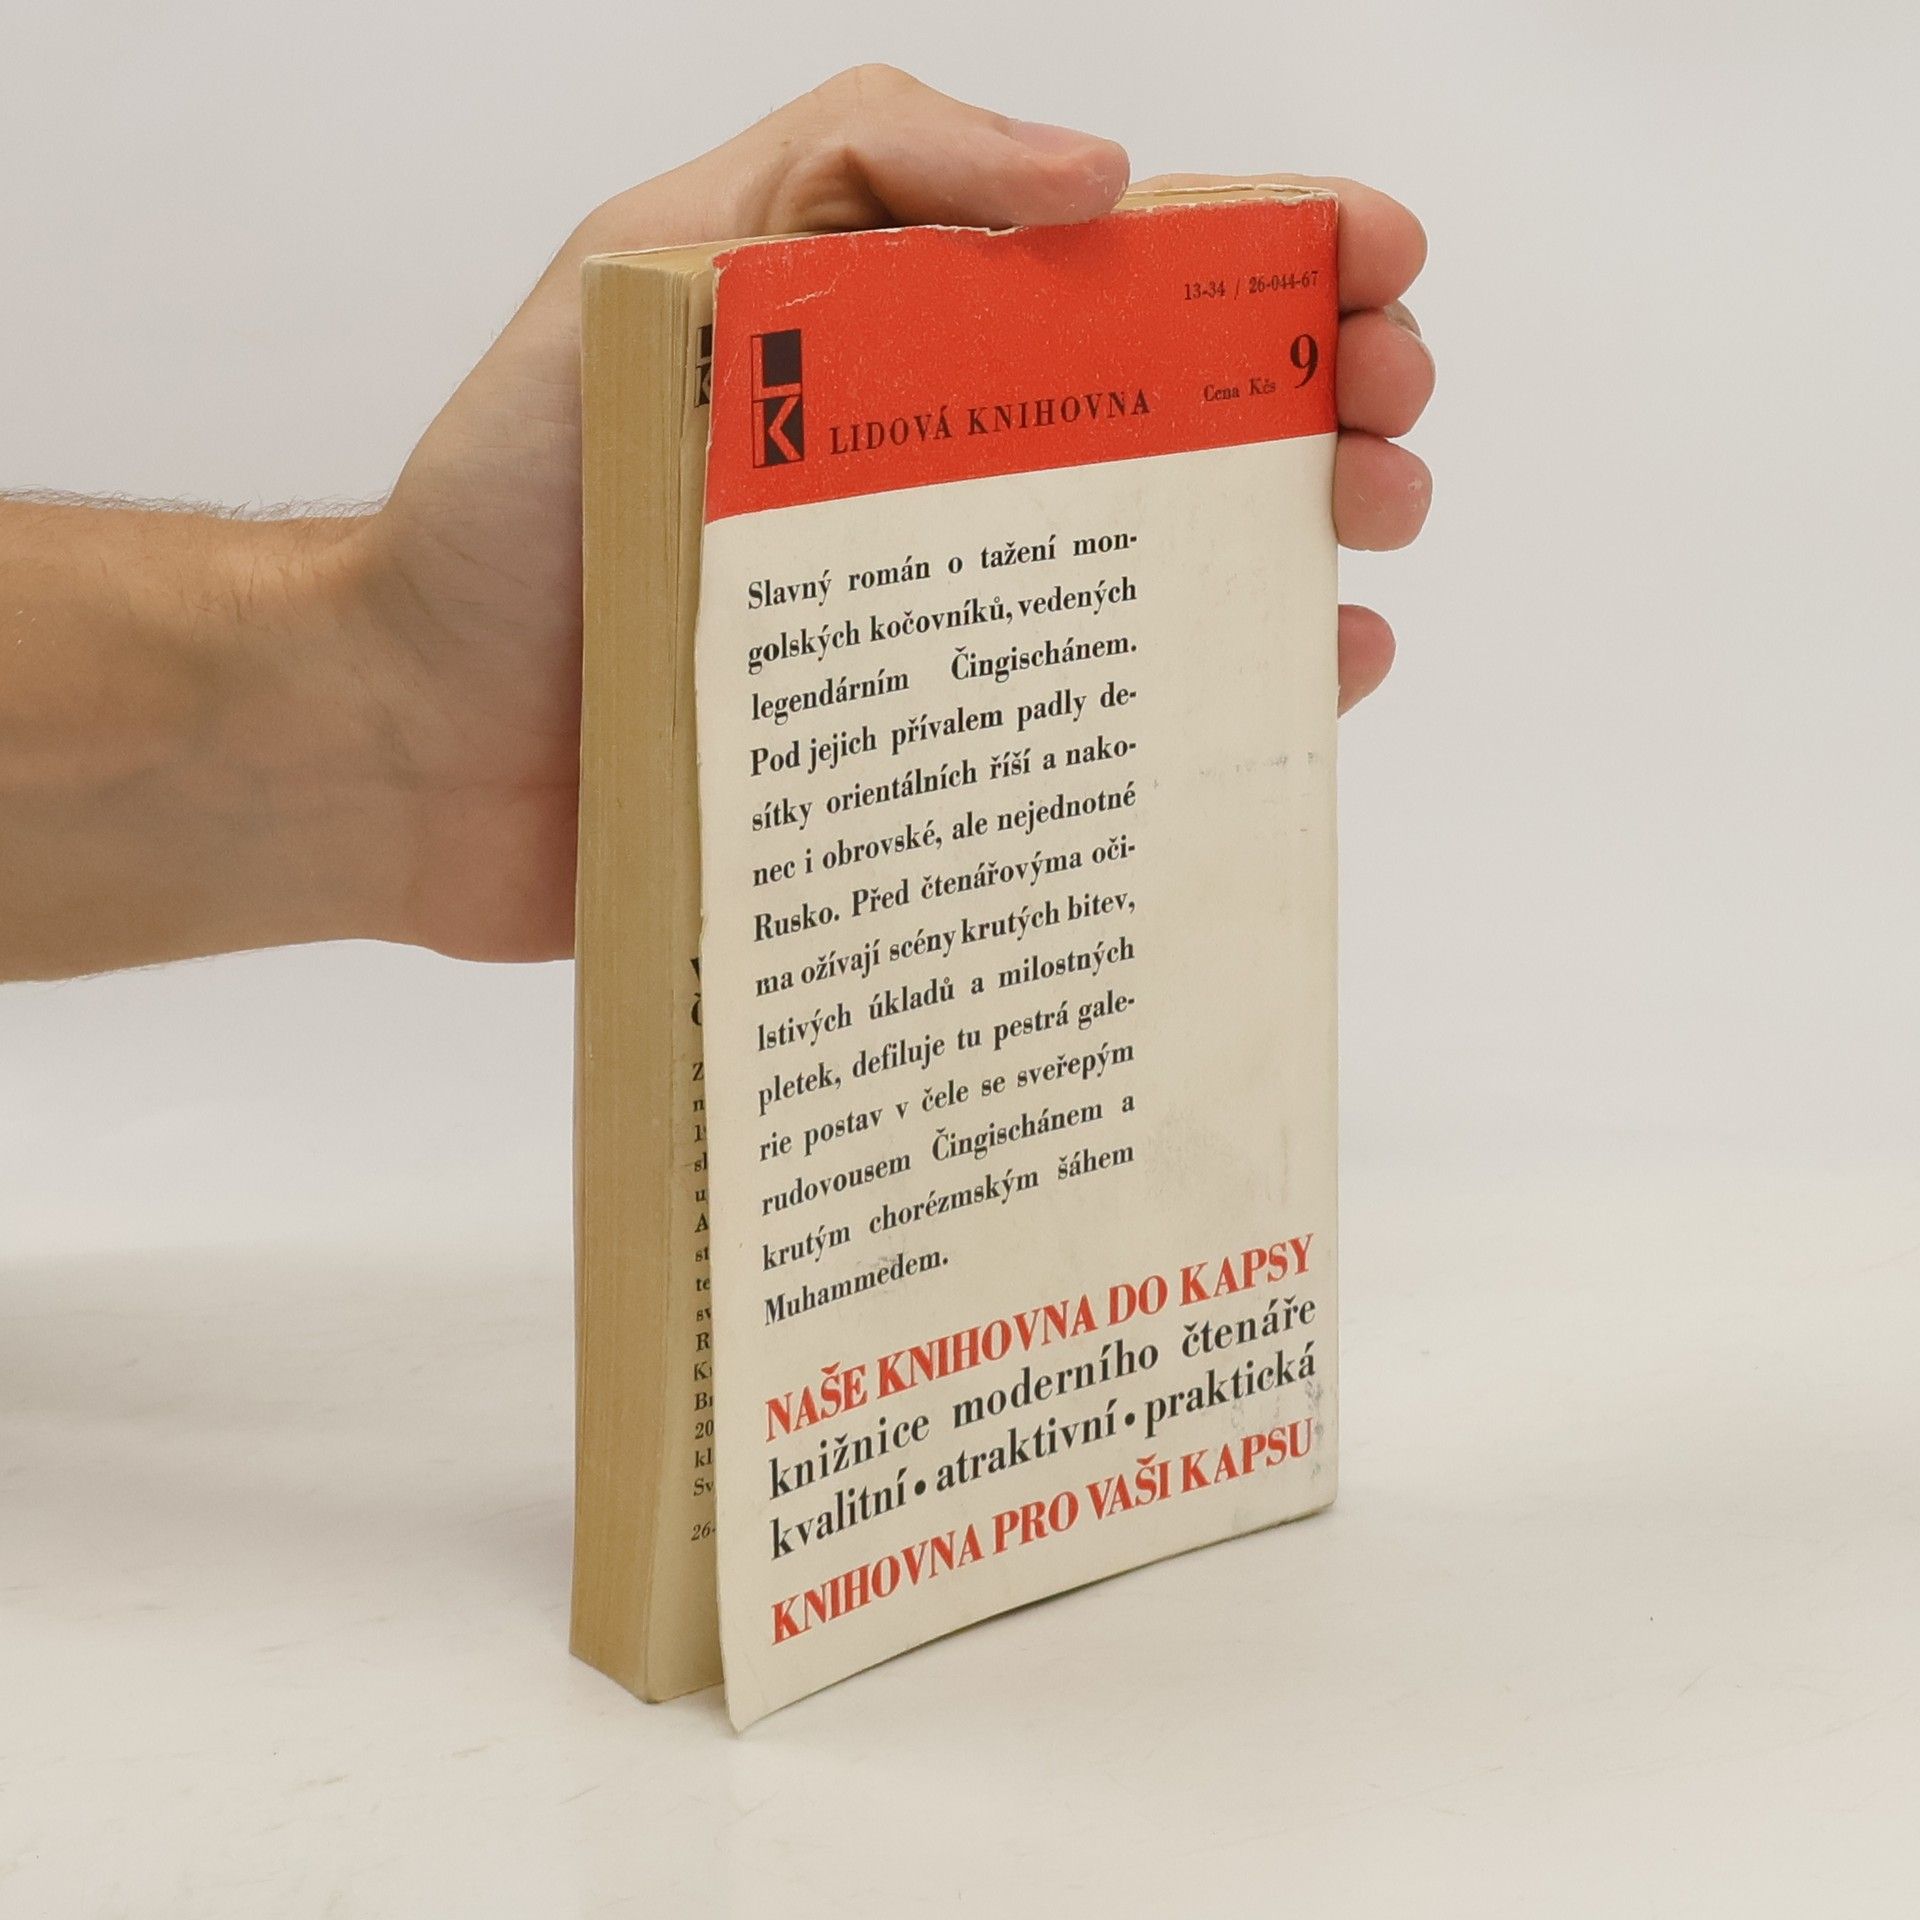 13-34 / 26-044-67
LK
LIDOVÁ KNIHOVNA
Cena Kčs 9
Slavný román o tažení mon-
golských kočovníků, vedených
legendárním Čingischánem.
Pod jejich přívalem padly de-
sítky orientálních říší a nako-
nec i obrovské, ale nejednotné
Rusko. Před čtenářovýma oči-
ma ožívají scény krutých bitev,
lstivých úkladů a milostných
pletek, defiluje tu pestrá gale-
rie postav v čele se sveřepým
rudovousem Čingischánem a
krutým chorézmským šáhem
Muhammedem.
NAŠE KNIHOVNA DO KAPSY
knižnice moderního čtenáře
kvalitní • atraktivní • praktická
KNIHOVNA PRO VAŠI KAPSU